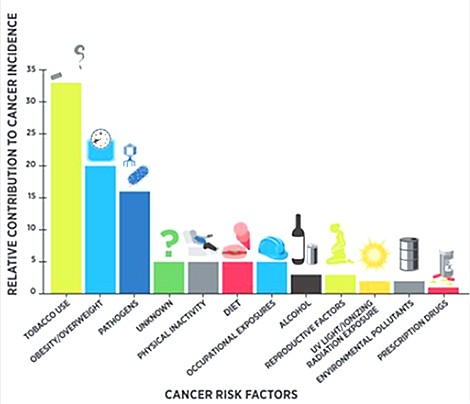 RELATIVE CONTRIBUTION TO CANCER INCIDENCE
35
30
25
20
15
10
5
0
?
TOBACCO USE
OBESITY/OVERWEIGHT
PATHOGENS
UNKNOWN
PHYSICAL INACTIVITY
DIET
OCCUPATIONAL EXPOSURES
ALCOHOL
REPRODUCTIVE FACTORS
UV LIGHT/IONIZING
RADIATION EXPOSURE
ENVIRONMENTAL POLLUTANTS
PRESCRIPTION DRUGS
CANCER RISK FACTORS